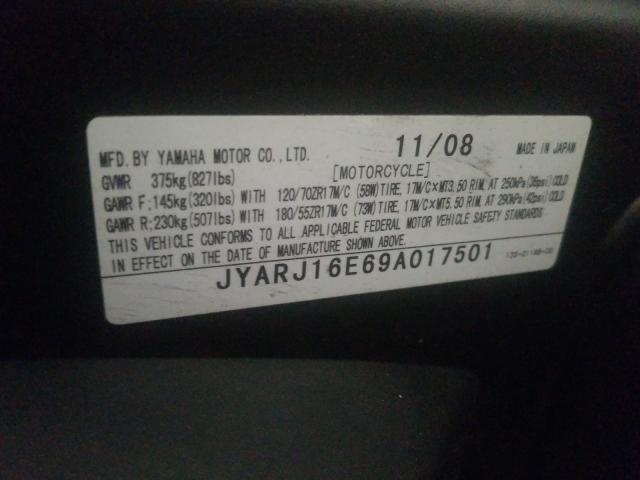 MFD. BY YAMAHA MOTOR CO., LTD. 11/08 MADE IN JAPAN
GVWR 375kg(827lbs) [MOTORCYCLE]
GAWR F:145kg(320lbs) WITH 120/70ZR17M/C (58W)TIRE, 17M/C×MT3.50 RIM, AT 250kPa(36psi)COLD
GAWR R:230kg(507lbs) WITH 180/55ZR17M/C (73W)TIRE, 17M/C×MT5.50 RIM, AT 290kPa(42psi)COLD
THIS VEHICLE CONFORMS TO ALL APPLICABLE FEDERAL MOTOR VEHICLE SAFETY STANDARDS
IN EFFECT ON THE DATE OF MANUFACTURE SHOWN ABOVE.
JYARJ16E69A017501